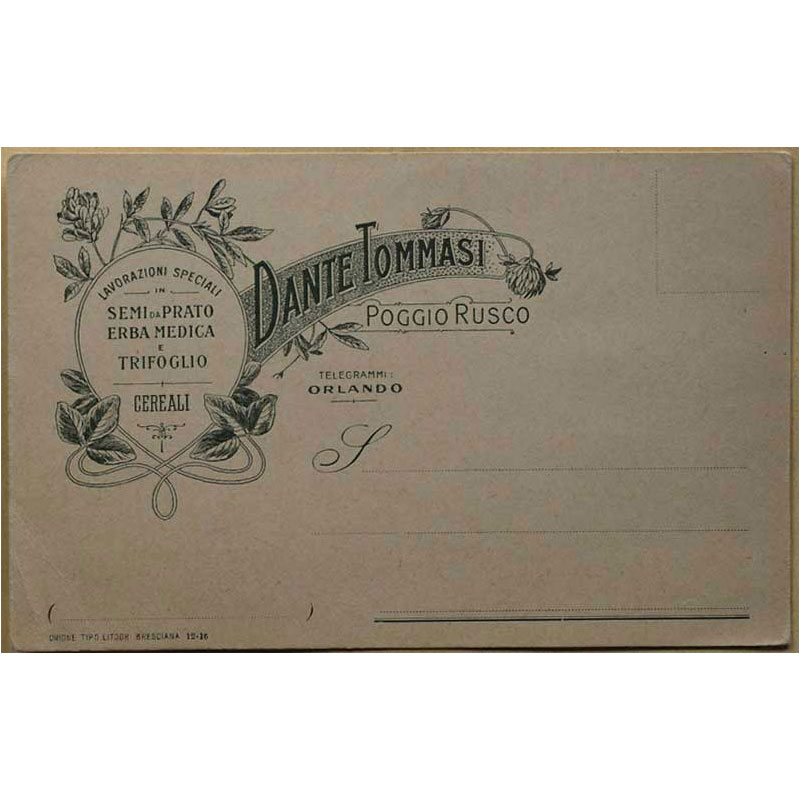 LAVORAZIONI SPECIALI
IN
SEMI DA PRATO
ERBA MEDICA
E
TRIFOGLIO
CEREALI
DANTE TOMMASI
POGGIO RUSCO
TELEGRAMMI:
ORLANDO
S
( )
UNIONE TIPO LITOGR BRESCIANA 12-16